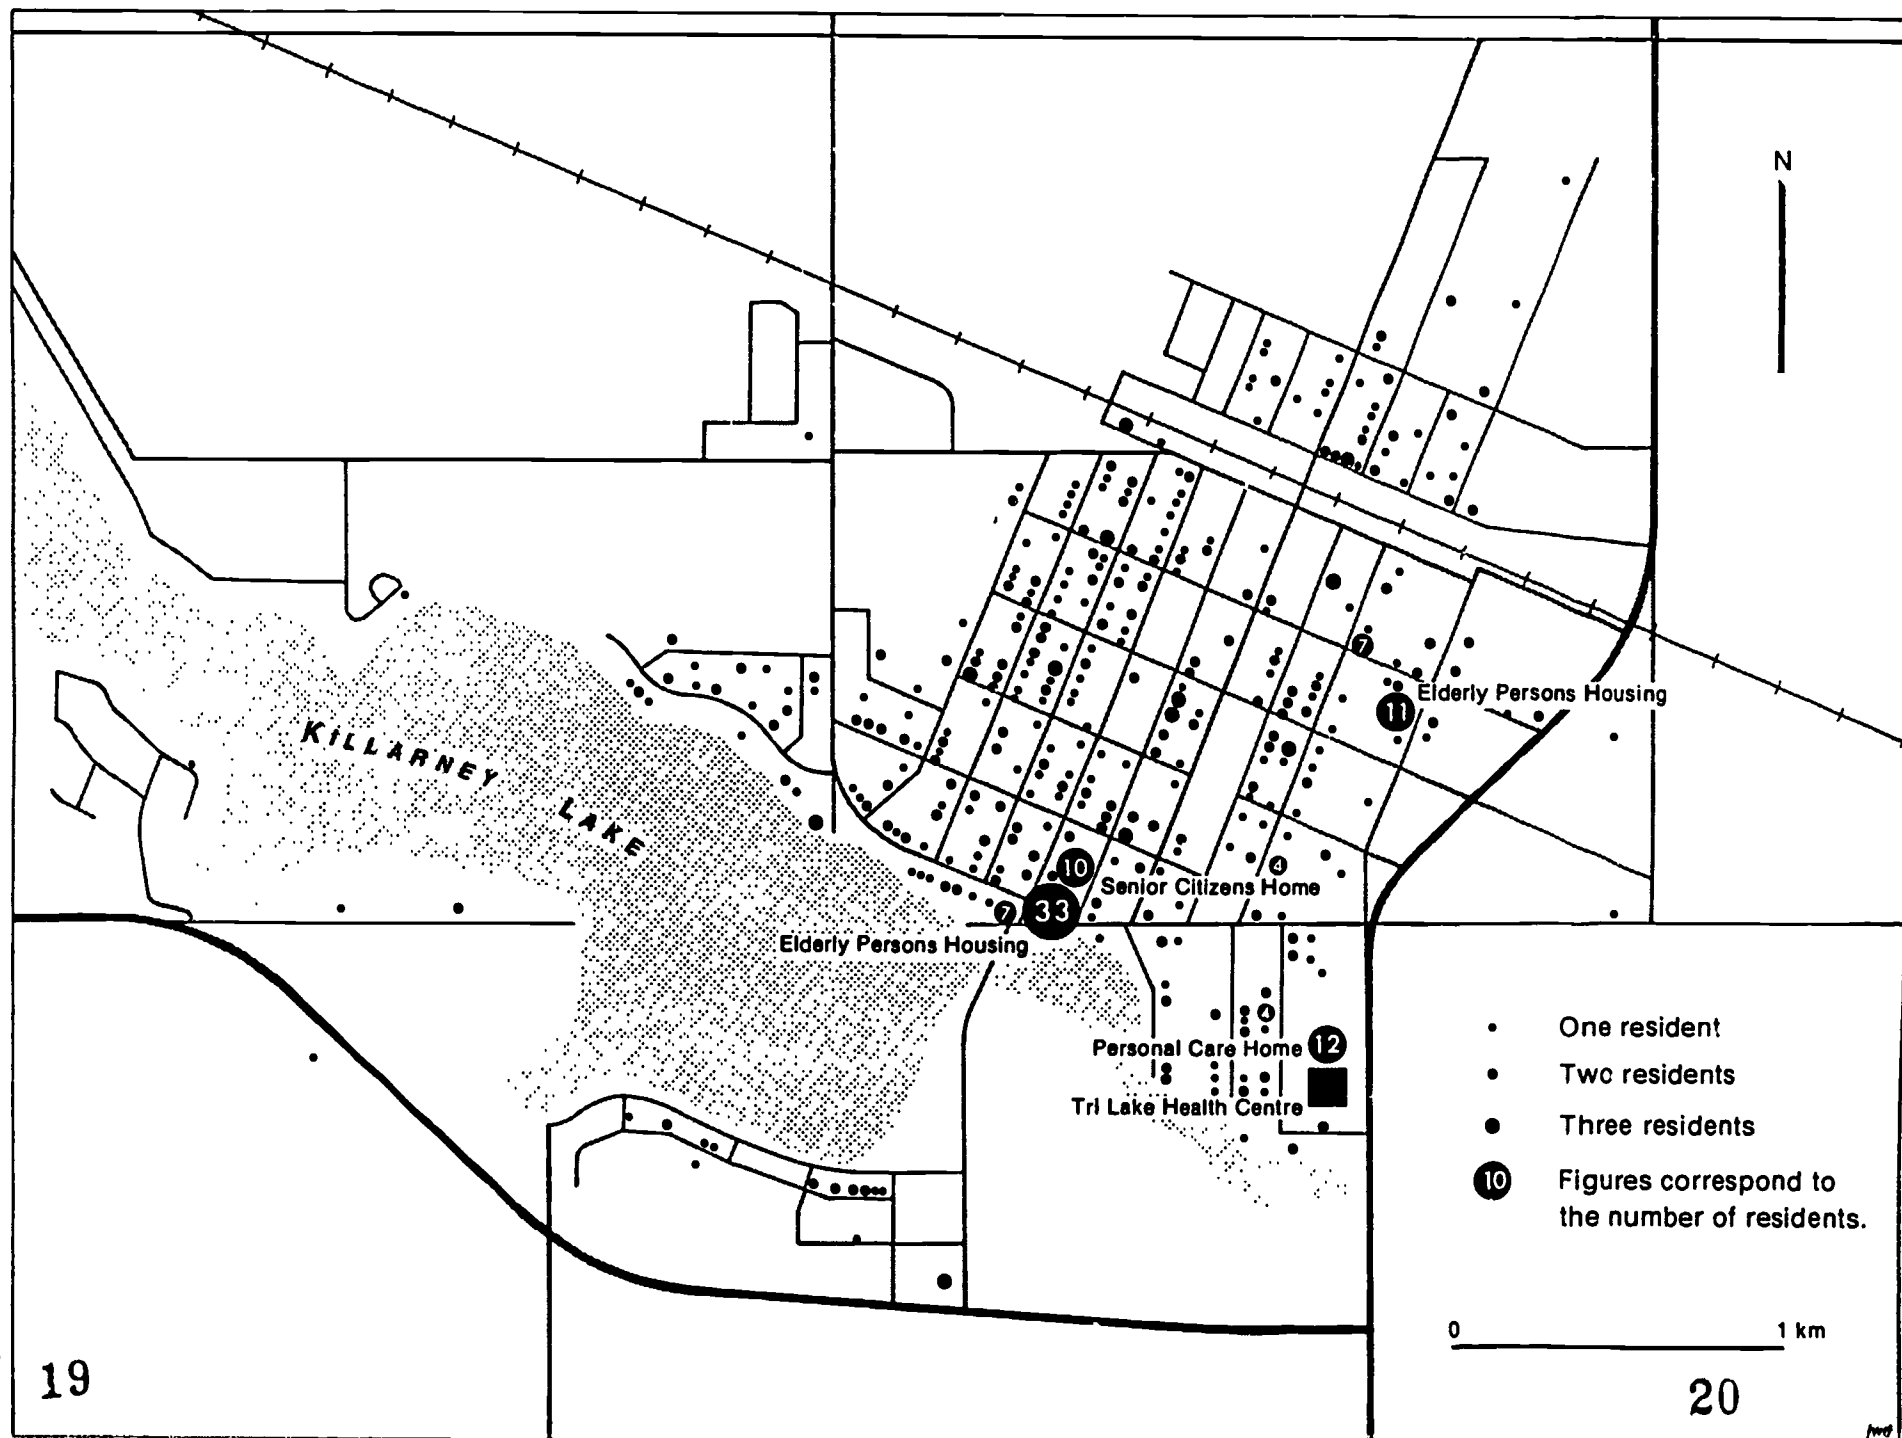 N
7
Elderly Persons Housing
11
KiLLARNEY
LAKE
4
10
Senior Citizens Home
7
33
Elderly Persons Housing
4
One resident
Personal Care Home
12
Two residents
Tri Lake Health Centre
Three residents
10
Figures correspond to
the number of residents.
0
1 km
19
20